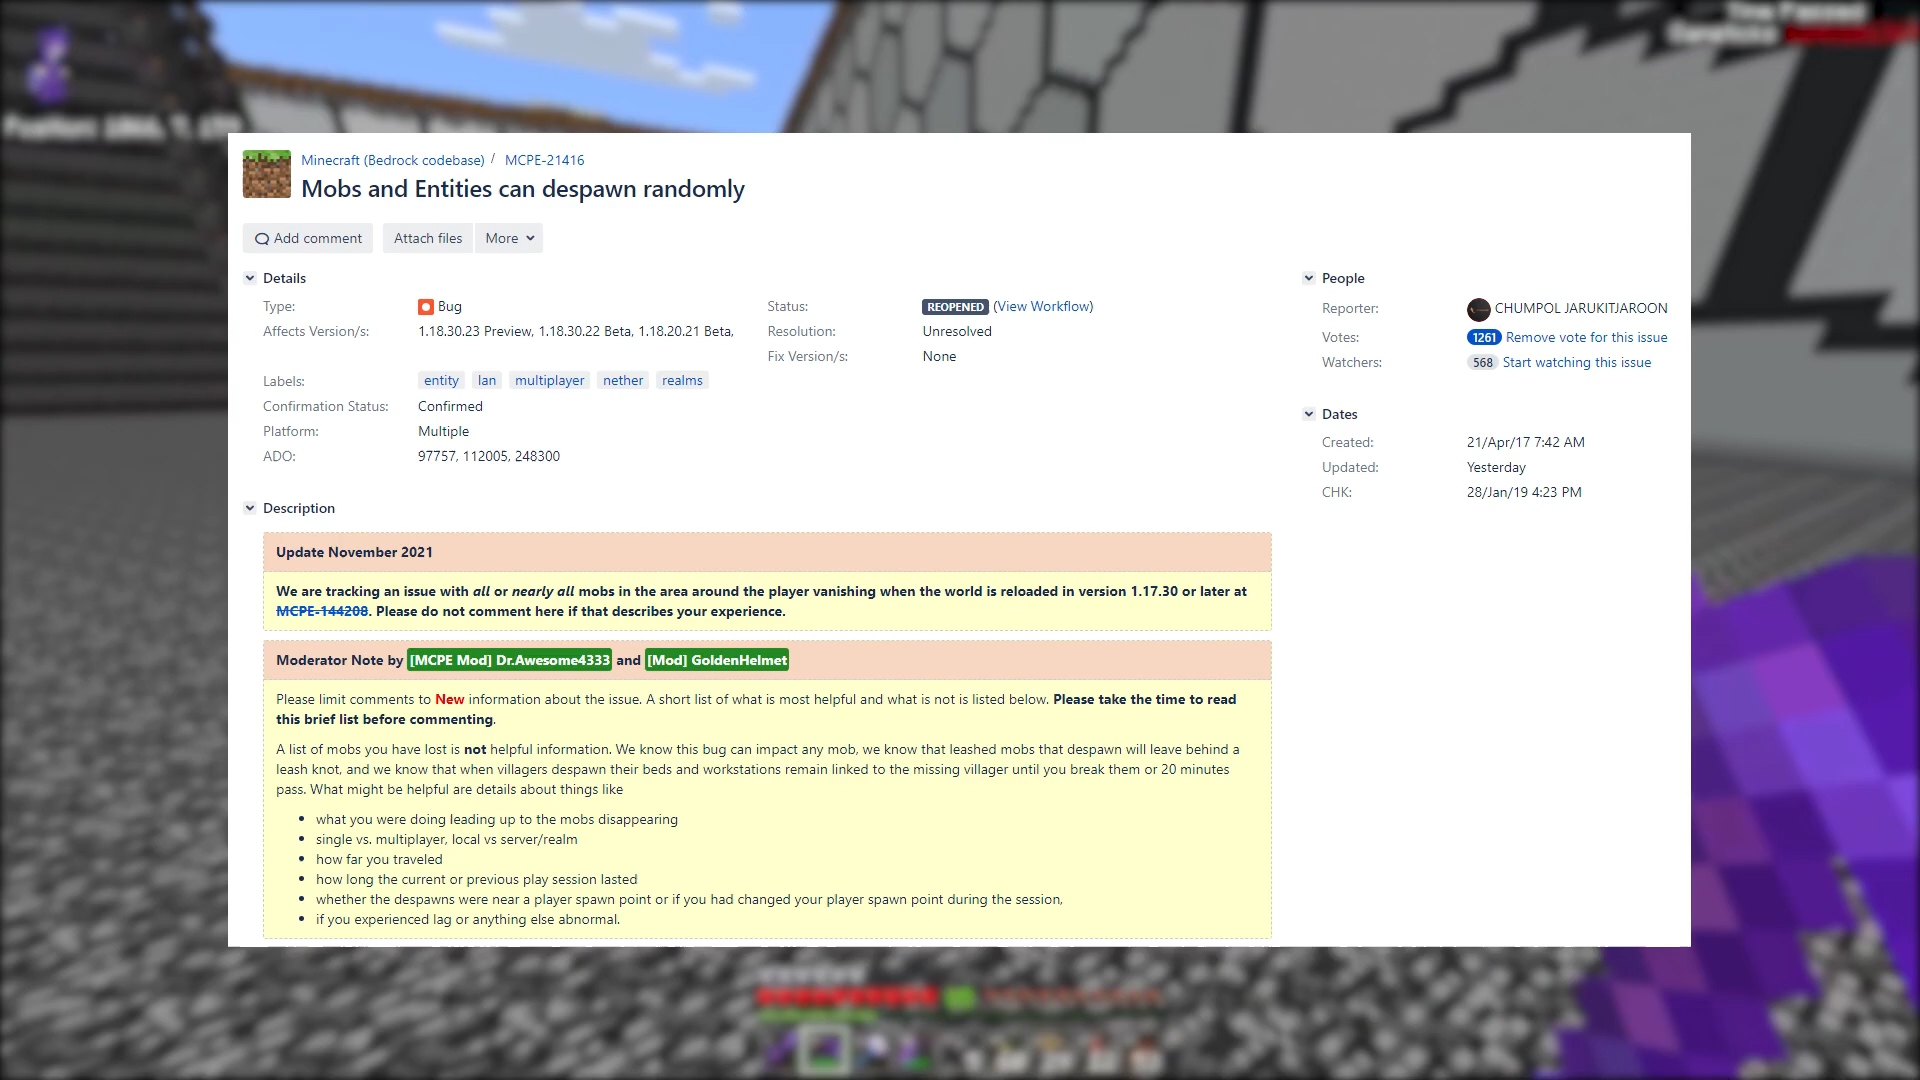 Minecraft (Bedrock codebase) / MCPE-21416
Mobs and Entities can despawn randomly
Add comment
Attach files
More
Details
Type: Bug
Status: REOPENED (View Workflow)
Affects Version/s: 1.18.30.23 Preview, 1.18.30.22 Beta, 1.18.20.21 Beta,
Resolution: Unresolved
Fix Version/s: None
Labels: entity lan multiplayer nether realms
Confirmation Status: Confirmed
Platform: Multiple
ADO: 97757, 112005, 248300
People
Reporter: CHUMPOL JARUKITJAROON
Votes: 1261 Remove vote for this issue
Watchers: 568 Start watching this issue
Dates
Created: 21/Apr/17 7:42 AM
Updated: Yesterday
CHK: 28/Jan/19 4:23 PM
Description
Update November 2021
We are tracking an issue with all or nearly all mobs in the area around the player vanishing when the world is reloaded in version 1.17.30 or later at
MCPE-144208. Please do not comment here if that describes your experience.
Moderator Note by [MCPE Mod] Dr.Awesome4333 and [Mod] GoldenHelmet
Please limit comments to New information about the issue. A short list of what is most helpful and what is not is listed below. Please take the time to read
this brief list before commenting.
A list of mobs you have lost is not helpful information. We know this bug can impact any mob, we know that leashed mobs that despawn will leave behind a
leash knot, and we know that when villagers despawn their beds and workstations remain linked to the missing villager until you break them or 20 minutes
pass. What might be helpful are details about things like
• what you were doing leading up to the mobs disappearing
• single vs. multiplayer, local vs server/realm
• how far you traveled
• how long the current or previous play session lasted
• whether the despawns were near a player spawn point or if you had changed your player spawn point during the session,
• if you experienced lag or anything else abnormal.